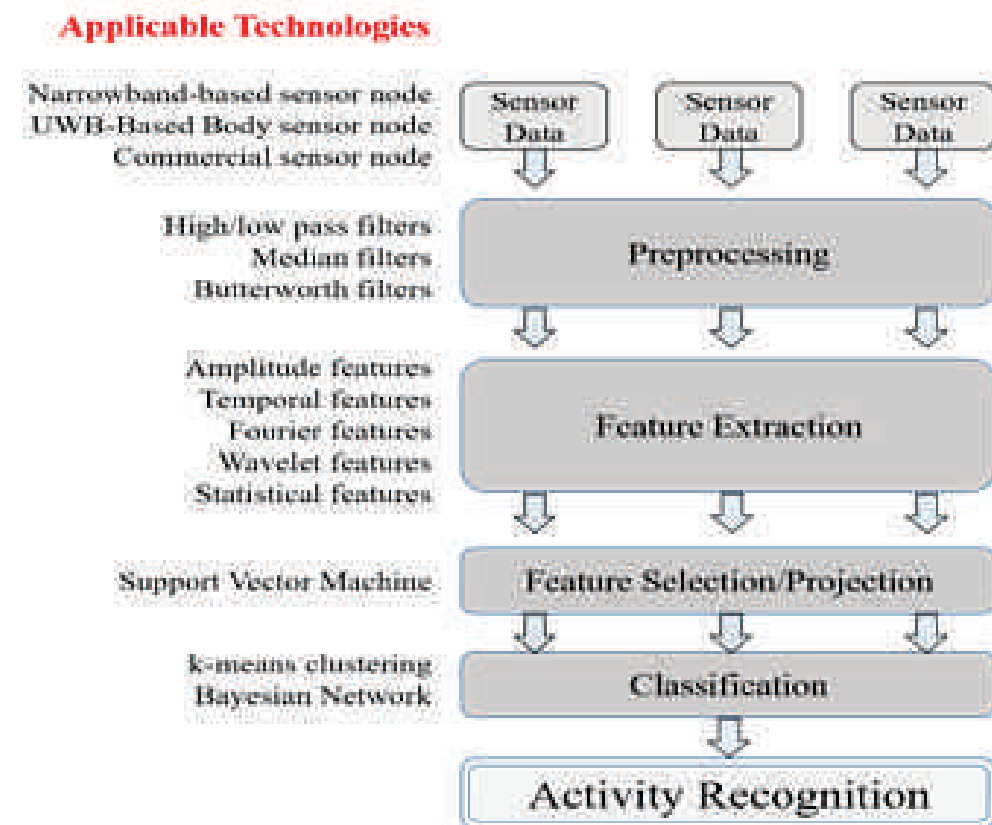 Applicable Technologies
Narrowband-based sensor node
UWB-Based Body sensor node
Commercial sensor node
Sensor
Data
Sensor
Data
Sensor
Data
High/low pass filters
Median filters
Butterworth filters
Preprocessing
Amplitude features
Temporal features
Fourier features
Wavelet features
Statistical features
Feature Extraction
Support Vector Machine
Feature Selection/Projection
k-means clustering
Bayesian Network
Classification
Activity Recognition